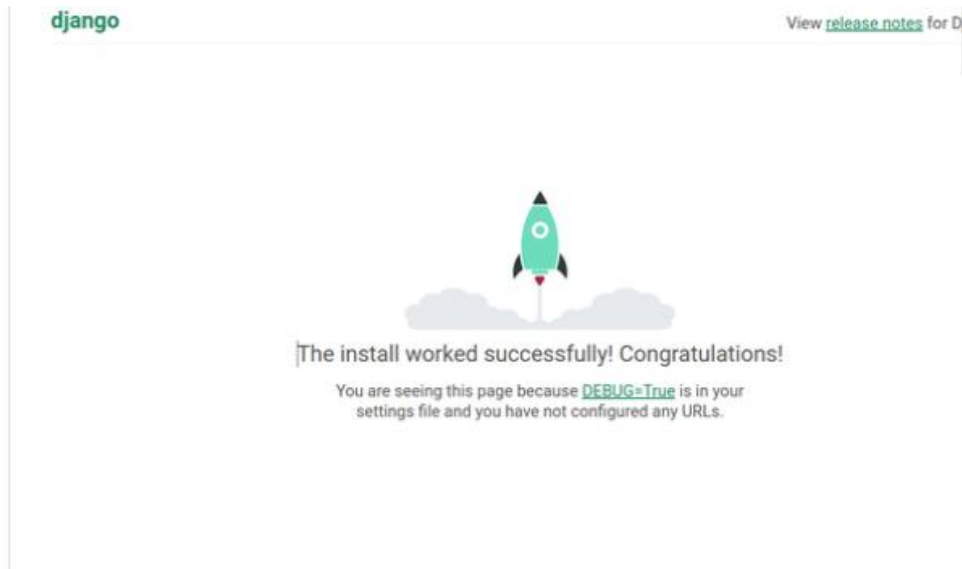 django
View release notes for D
The install worked successfully! Congratulations!
You are seeing this page because DEBUG=True is in your
settings file and you have not configured any URLs.